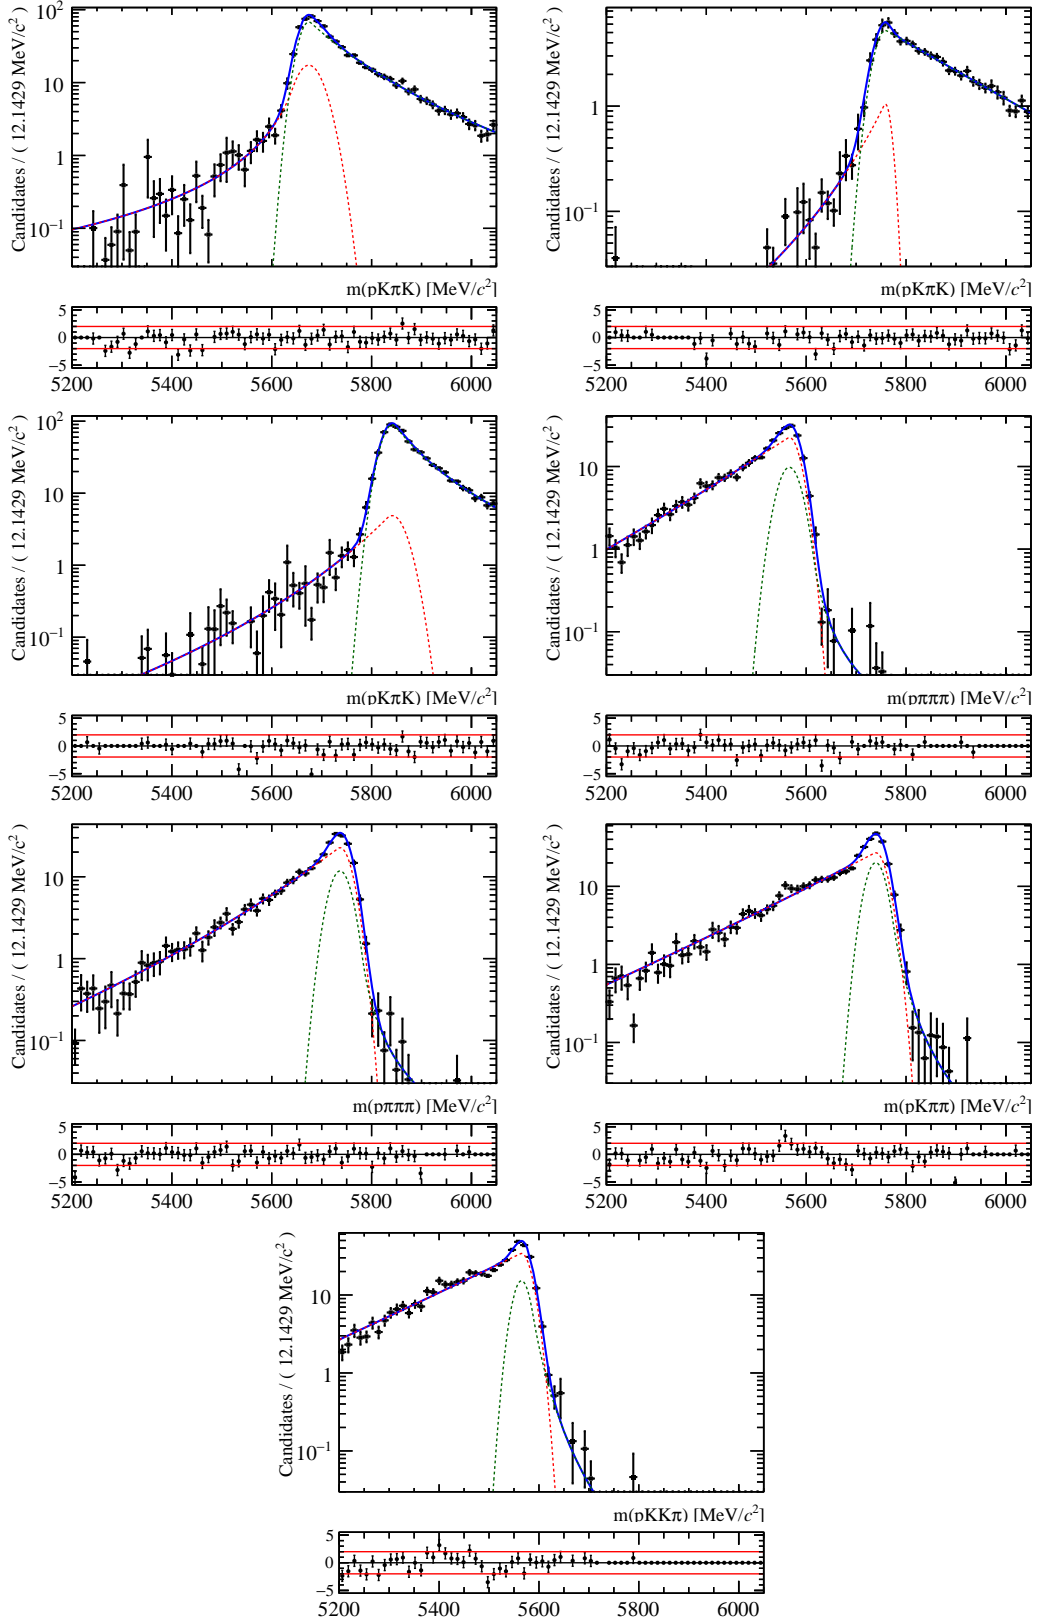 Candidates / ( 12.1429 MeV/c² )
10²
10
1
10⁻¹
m(pKπK) [MeV/c²]
5
0
−5
5200 5400 5600 5800 6000
Candidates / ( 12.1429 MeV/c² )
1
10⁻¹
m(pKπK) [MeV/c²]
5
0
−5
5200 5400 5600 5800 6000
Candidates / ( 12.1429 MeV/c² )
10²
10
1
10⁻¹
m(pKπK) [MeV/c²]
5
0
−5
5200 5400 5600 5800 6000
Candidates / ( 12.1429 MeV/c² )
10
1
10⁻¹
m(pπππ) [MeV/c²]
5
0
−5
5200 5400 5600 5800 6000
Candidates / ( 12.1429 MeV/c² )
10
1
10⁻¹
m(pπππ) [MeV/c²]
5
0
−5
5200 5400 5600 5800 6000
Candidates / ( 12.1429 MeV/c² )
10
1
10⁻¹
m(pKππ) [MeV/c²]
5
0
−5
5200 5400 5600 5800 6000
Candidates / ( 12.1429 MeV/c² )
10
1
10⁻¹
m(pKKπ) [MeV/c²]
5
0
−5
5200 5400 5600 5800 6000